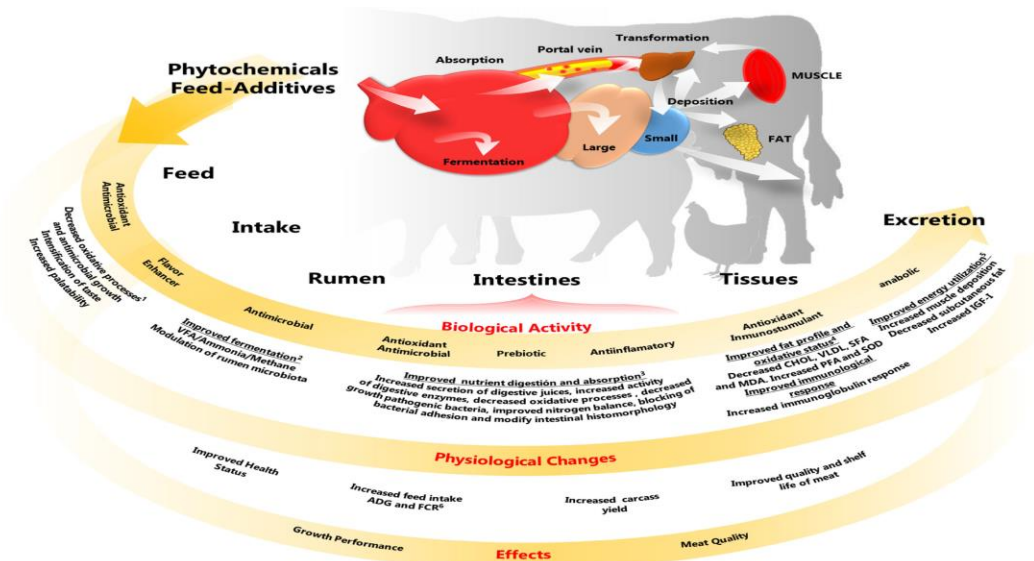 Transformation
Portal vein
Absorption
Phytochemicals
Feed-Additives
MUSCLE
Deposition
Fermentation
Large
Small
FAT
Feed
Intake
Rumen
Intestines
Tissues
Excretion
Antioxidant
Antimicrobial
Flavor
Enhancer
Antimicrobial
Biological Activity
Antioxidant
Antimicrobial
Prebiotic
Antiinflamatory
Antioxidant
Inmunostumulant
anabolic
Decreased oxidative processes¹
and antimicrobial growth
Intensification of taste
Increased palatability
Improved fermentation²
VFA/Ammonia/Methane
Modulation of rumen microbiota
Improved nutrient digestión and absorption³
Increased secretion of digestive juices, increased activity
of digestive enzymes, decreased oxidative processes , decreased
growth pathogenic bacteria, improved nitrogen balance, blocking of
bacterial adhesion and modify intestinal histomorphology
Improved fat profile and
oxidative status⁴
Decreased CHOL, VLDL, SFA
and MDA. Increased PFA and SOD
Improved immunological
response
Increased immunoglobulin response
Improved energy utilization⁵
Increased muscle deposition
Decreased subcutaneous fat
Increased IGF-1
Physiological Changes
Improved Health
Status
Increased feed intake
ADG and FCR⁶
Increased carcass
yield
Improved quality and shelf
life of meat
Growth Performance
Effects
Meat Quality